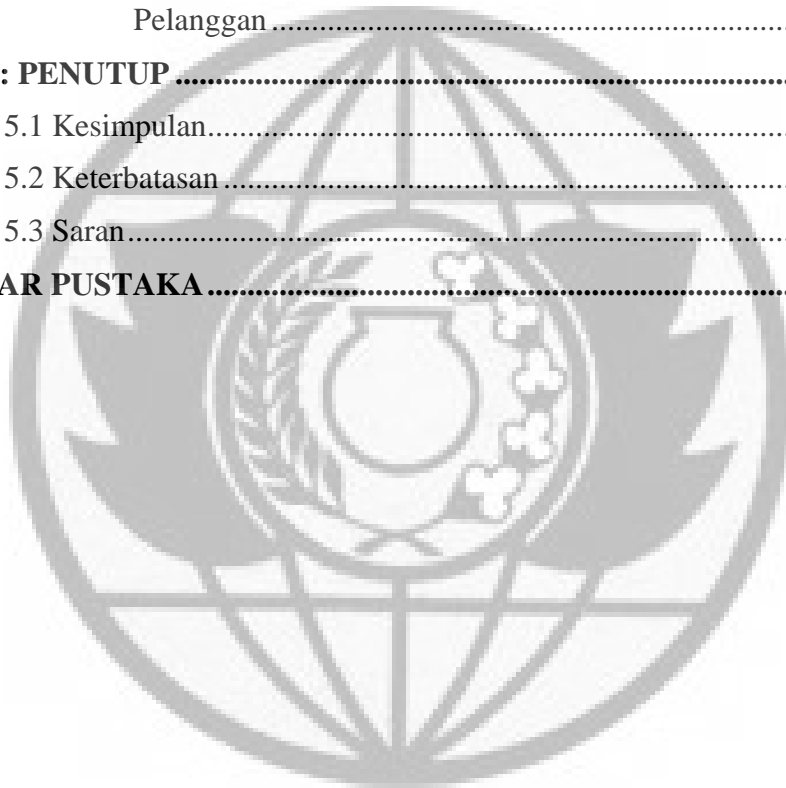 Pelanggan ..........................................................................
: PENUTUP ..........................................................................
5.1 Kesimpulan..........................................................................
5.2 Keterbatasan ..........................................................................
5.3 Saran..........................................................................
AR PUSTAKA ..........................................................................